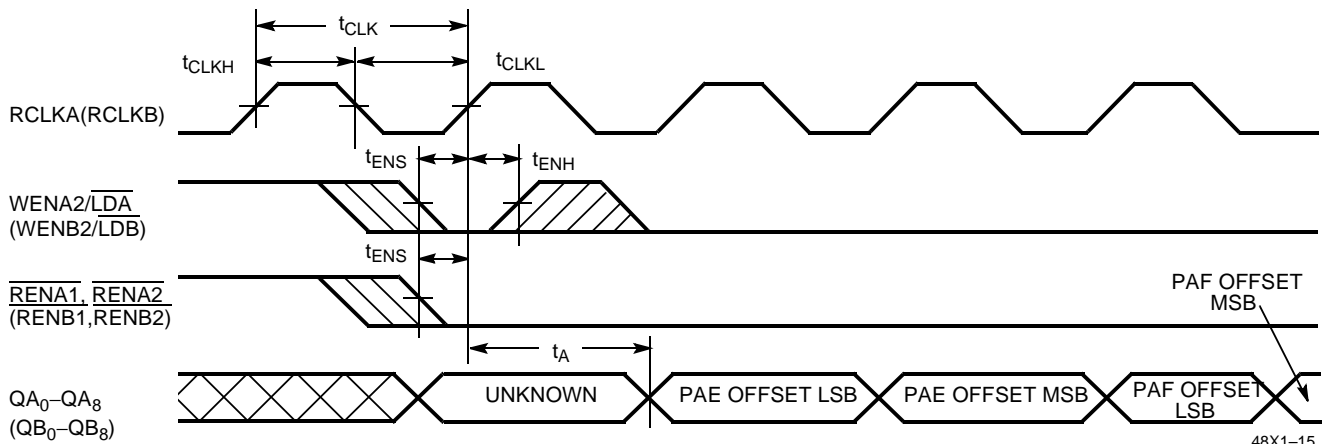 tCLK
tCLKH
tCLKL
RCLKA(RCLKB)
tENS
tENH
WENA2/LDA
(WENB2/LDB)
tENS
RENA1, RENA2
(RENB1,RENB2)
PAF OFFSET
MSB
tA
QA0–QA8
(QB0–QB8)
UNKNOWN
PAE OFFSET LSB
PAE OFFSET MSB
PAF OFFSET
LSB
48X1–15